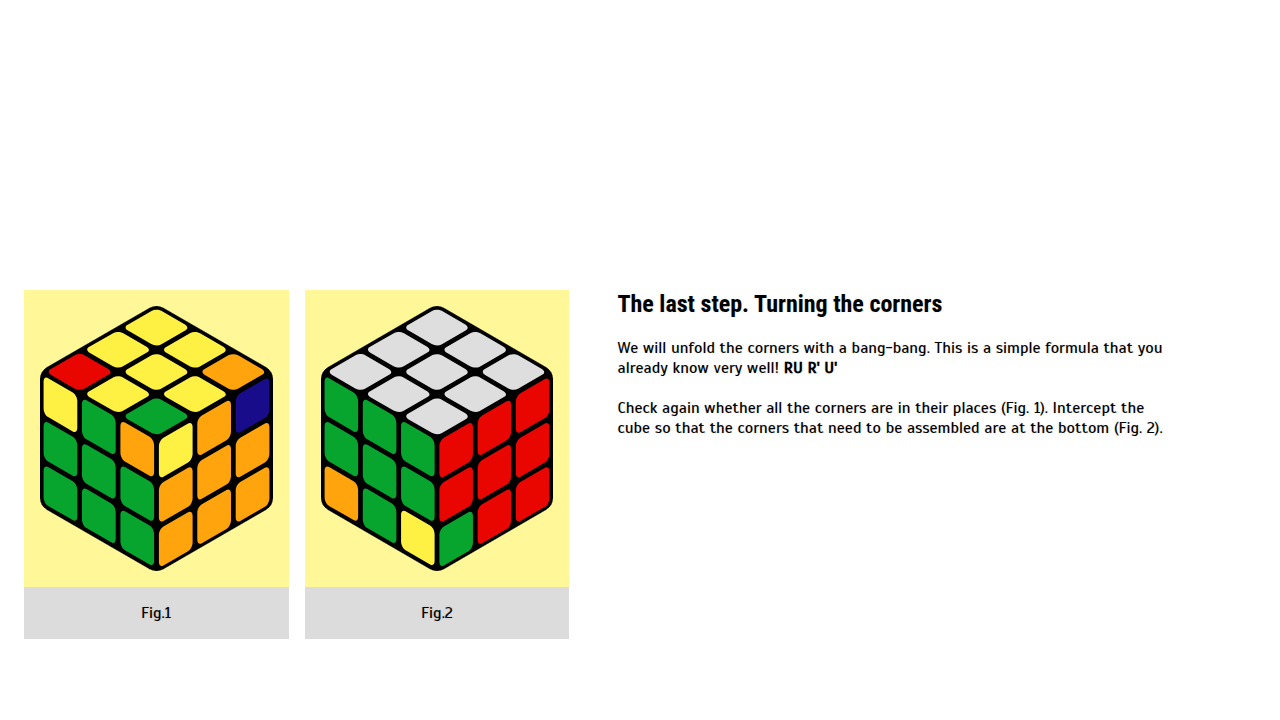 The last step. Turning the corners
We will unfold the corners with a bang-bang. This is a simple formula that you
already know very well! RU R' U'
Check again whether all the corners are in their places (Fig. 1). Intercept the
cube so that the corners that need to be assembled are at the bottom (Fig. 2).
Fig.1
Fig.2